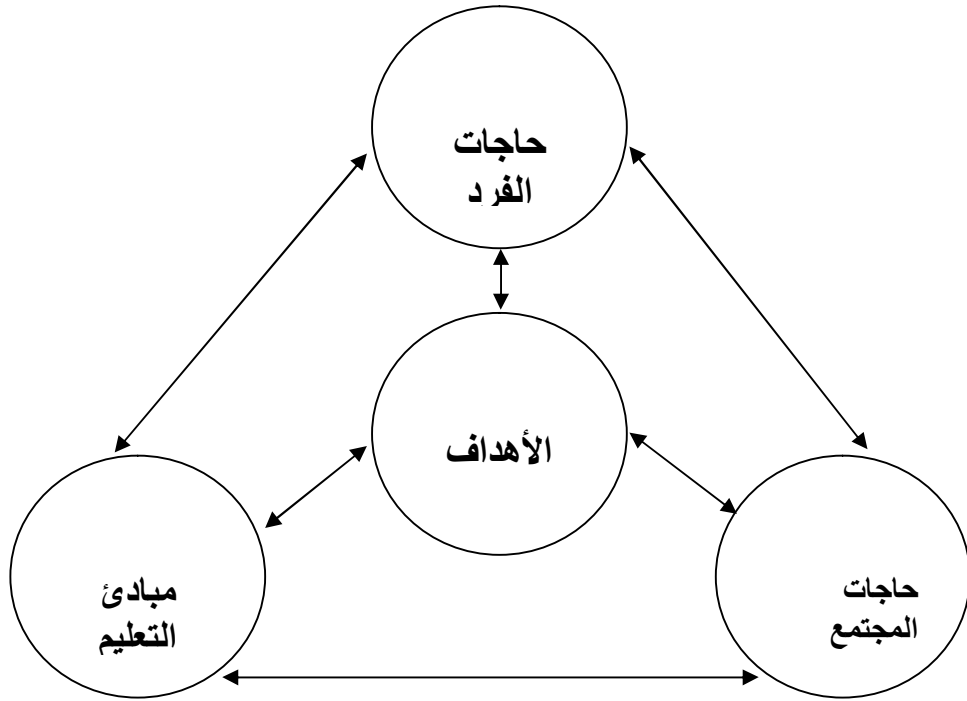 حاجات
الفرد
الأهداف
مبادئ
التعليم
حاجات
المجتمع